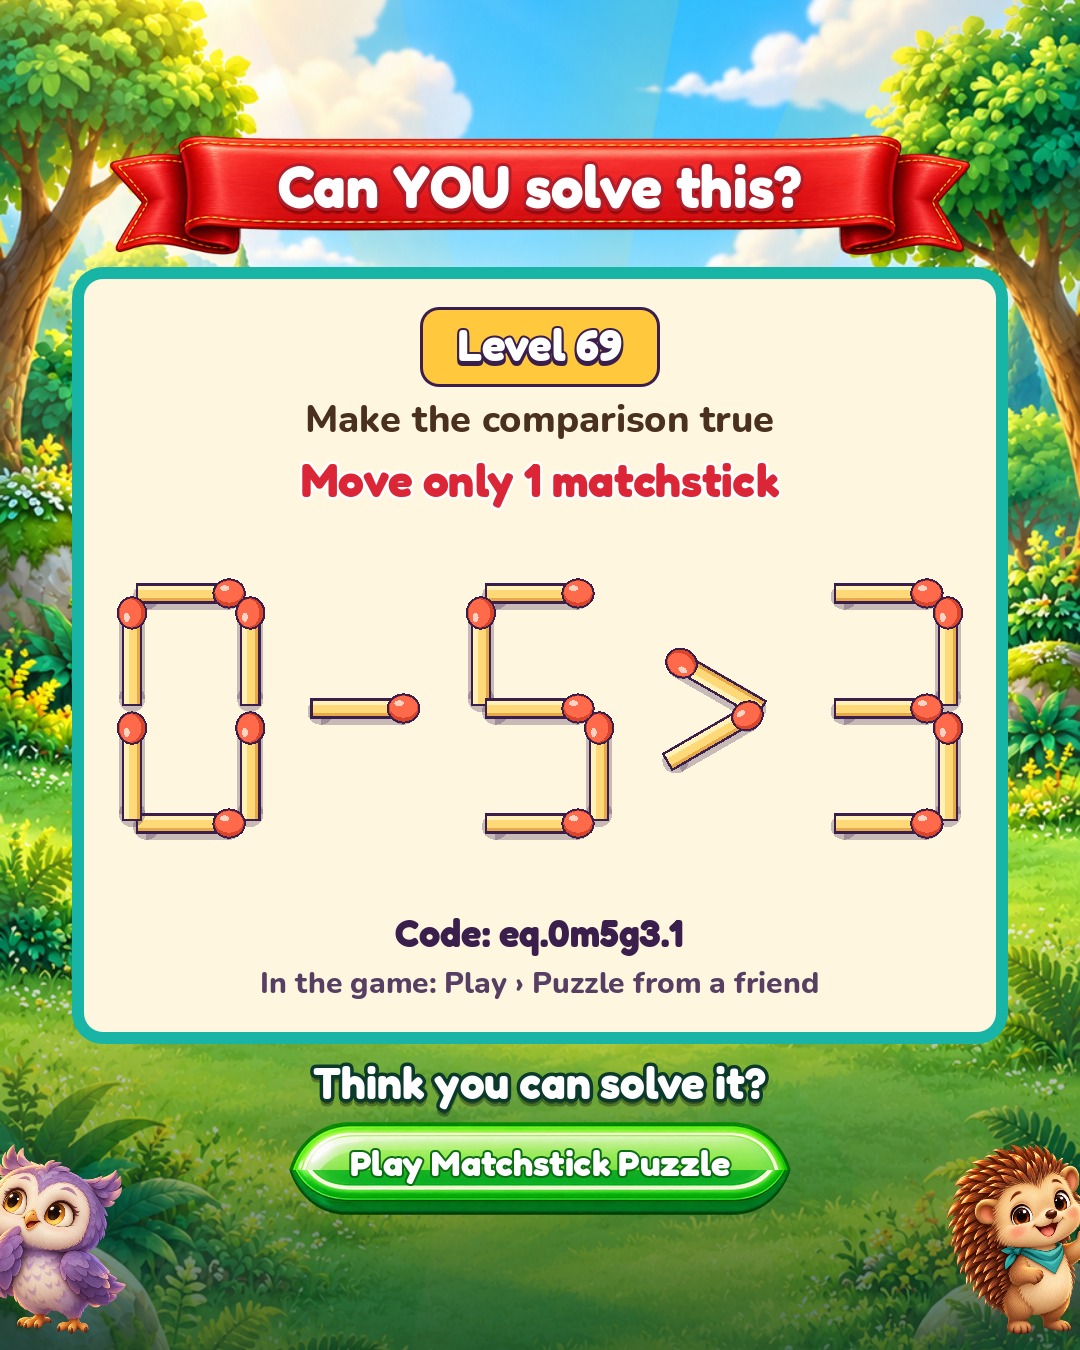 Can YOU solve this?
Level 69
Make the comparison true
Move only 1 matchstick
0 - 5 > 3
Code: eq.0m5g3.1
In the game: Play › Puzzle from a friend
Think you can solve it?
Play Matchstick Puzzle